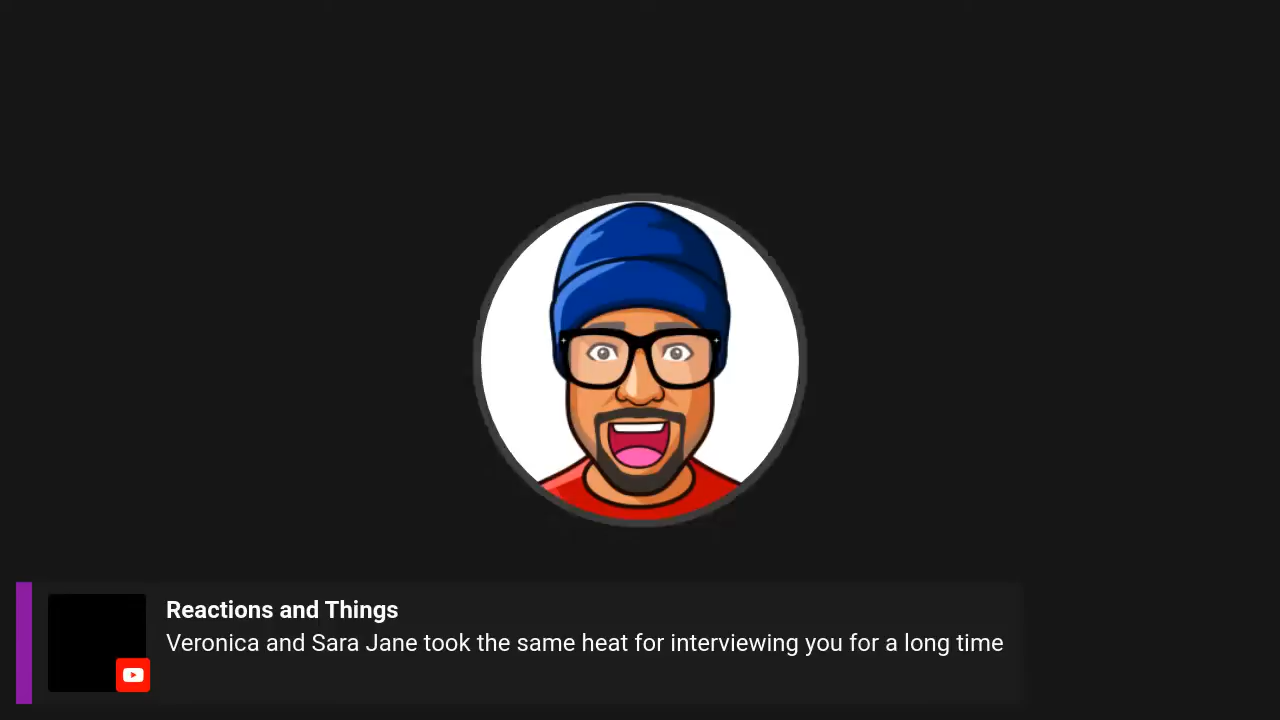 Reactions and Things
Veronica and Sara Jane took the same heat for interviewing you for a long time